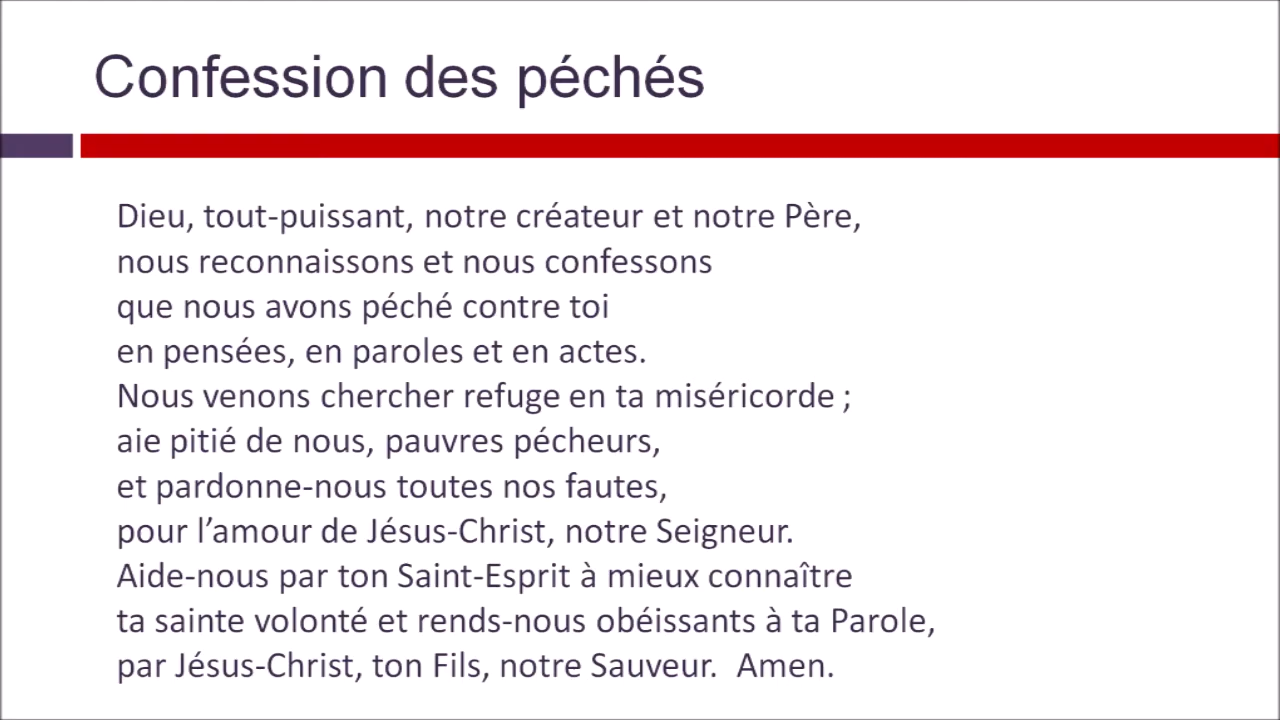 Confession des péchés
Dieu, tout-puissant, notre créateur et notre Père,
nous reconnaissons et nous confessons
que nous avons péché contre toi
en pensées, en paroles et en actes.
Nous venons chercher refuge en ta miséricorde ;
aie pitié de nous, pauvres pécheurs,
et pardonne-nous toutes nos fautes,
pour l’amour de Jésus-Christ, notre Seigneur.
Aide-nous par ton Saint-Esprit à mieux connaître
ta sainte volonté et rends-nous obéissants à ta Parole,
par Jésus-Christ, ton Fils, notre Sauveur.  Amen.